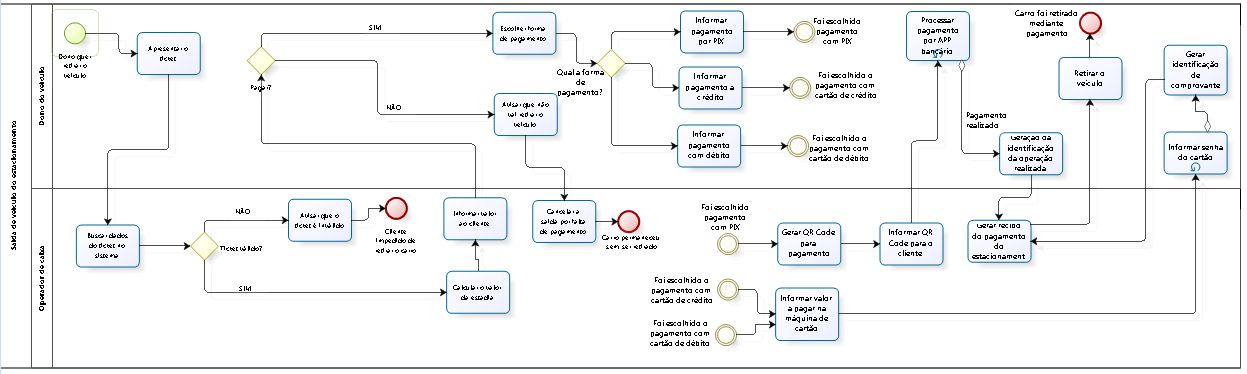 Saída de veículo do estacionamento
Dono do veículo
Dono quer
retirar o
veículo
Apresentar o
ticket
Pagar?
SIM
NÃO
Escolher forma
de pagamento
Avisar que não
vai retirar o
veículo
Qual a forma
de
pagamento?
Informar
pagamento
por PIX
Foi escolhido
pagamento
com PIX
Informar
pagamento a
crédito
Foi escolhido o
pagamento com
cartão de crédito
Informar
pagamento
com débito
Foi escolhido o
pagamento com
cartão de débito
Processar
pagamento
por APP
bancário
Pagamento
realizado
Geração da
identificação
da operação
realizada
Carro foi retirado
mediante
pagamento
Retirar o
veículo
Gerar
identificação
de
comprovante
Informar senha
do cartão
Operador de caixa
Buscar dados
do ticket no
sistema
Ticket válido?
NÃO
SIM
Avisar que o
ticket é inválido
Cliente
impedido de
retirar o carro
Informar valor
ao cliente
Calcular o valor
da estadia
Cancelar a
saída por falta
de pagamento
Carro permaneceu
sem ser retirado
Foi escolhido
pagamento
com PIX
Gerar QR Code
para
pagamento
Informar QR
Code para o
cliente
Gerar recibo
do pagamento
do
estacionament
Foi escolhido o
pagamento com
cartão de crédito
Foi escolhido o
pagamento com
cartão de débito
Informar valor
a pagar na
máquina de
cartão